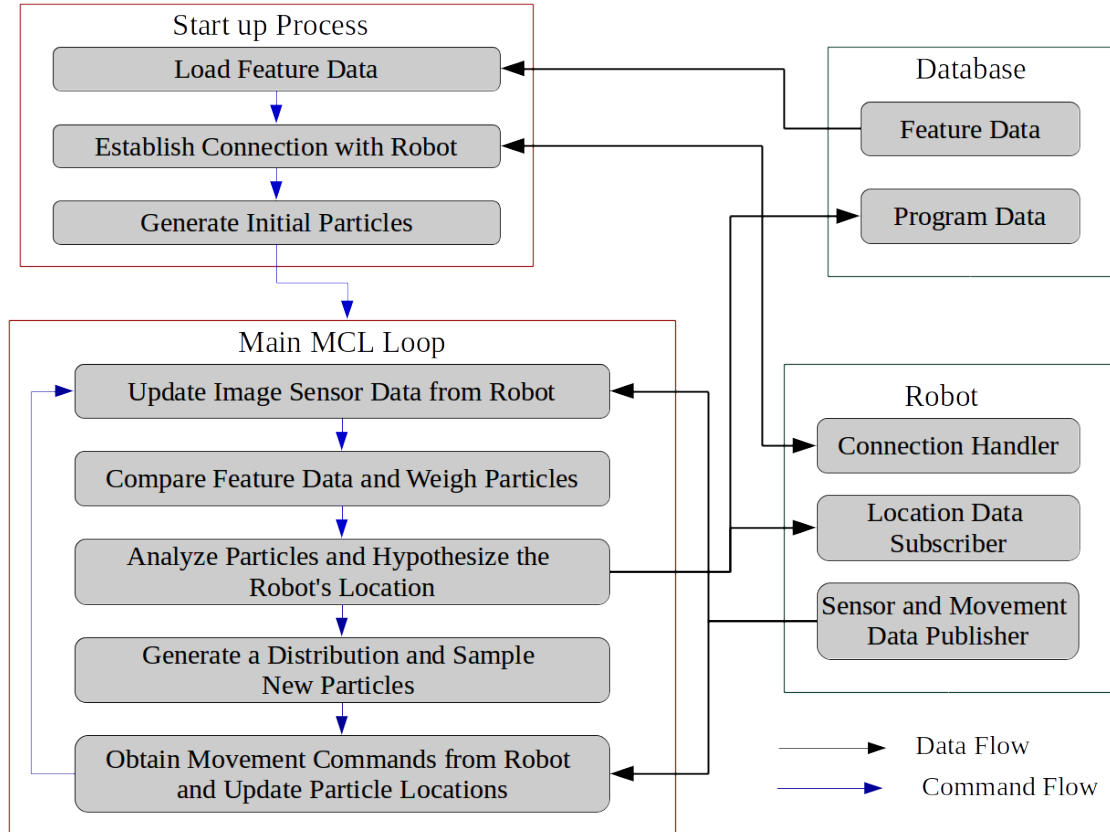 Start up Process
Load Feature Data
Establish Connection with Robot
Generate Initial Particles
Database
Feature Data
Program Data
Main MCL Loop
Update Image Sensor Data from Robot
Compare Feature Data and Weigh Particles
Analyze Particles and Hypothesize the
Robot's Location
Generate a Distribution and Sample
New Particles
Obtain Movement Commands from Robot
and Update Particle Locations
Robot
Connection Handler
Location Data
Subscriber
Sensor and Movement
Data Publisher
Data Flow
Command Flow